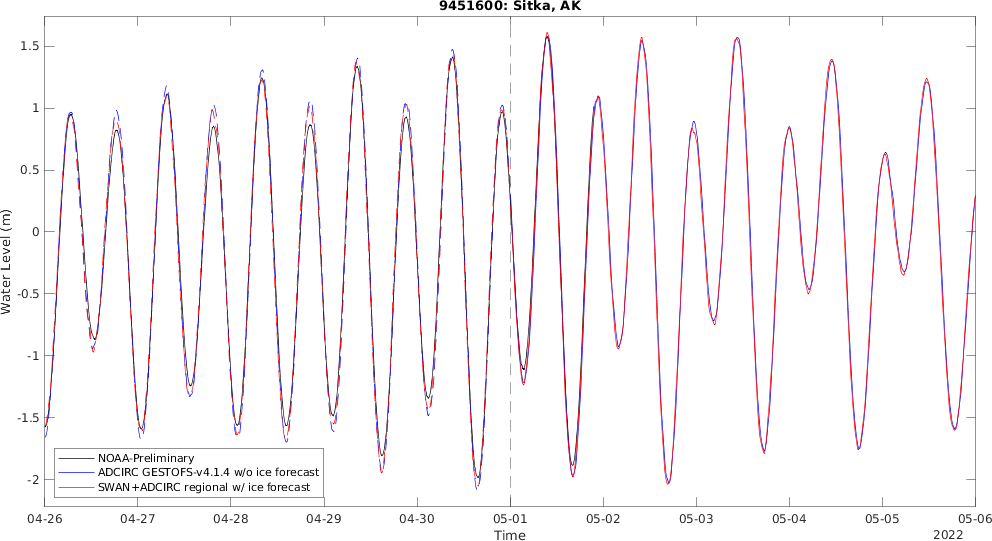 9451600: Sitka, AK
1.5
1
0.5
0
-0.5
-1
-1.5
-2
Water Level (m)
NOAA-Preliminary
ADCIRC GESTOFS-v4.1.4 w/o ice forecast
SWAN+ADCIRC regional w/ ice forecast
04-26 04-27 04-28 04-29 04-30 05-01 05-02 05-03 05-04 05-05 05-06
Time
2022